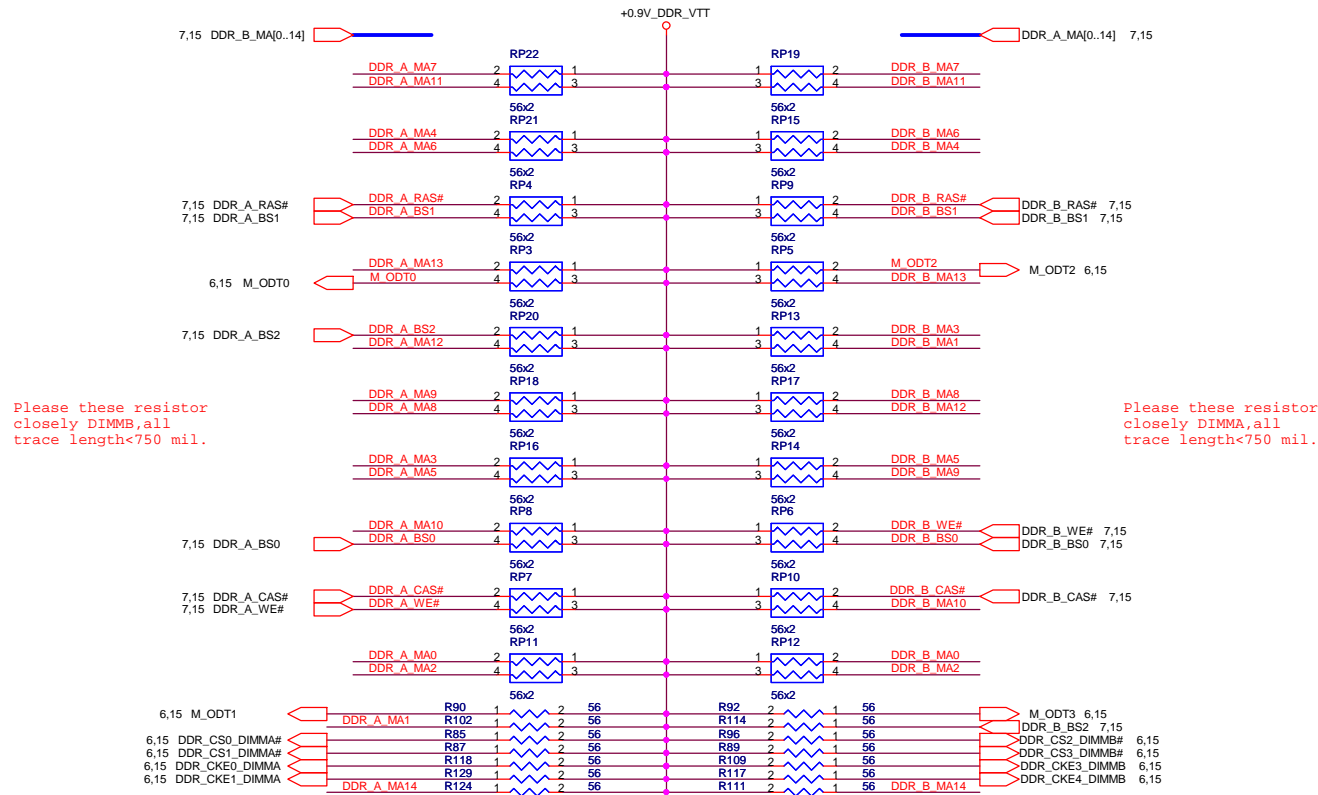 +0.9V_DDR_VTT
7,15 DDR_B_MA[0..14]
DDR_A_MA[0..14] 7,15
RP22 RP19
DDR_A_MA7 2 1 1 2 DDR_B_MA7
DDR_A_MA11 4 3 3 4 DDR_B_MA11
56x2
RP21 RP15
DDR_A_MA4 2 1 1 2 DDR_B_MA6
DDR_A_MA6 4 3 3 4 DDR_B_MA4
56x2 56x2
RP4 RP9
7,15 DDR_A_RAS# DDR_A_RAS# 2 1 1 2 DDR_B_RAS# DDR_B_RAS# 7,15
7,15 DDR_A_BS1 DDR_A_BS1 4 3 3 4 DDR_B_BS1 DDR_B_BS1 7,15
56x2 56x2
RP3 RP5
DDR_A_MA13 2 1 1 2 M_ODT2 M_ODT2 6,15
6,15 M_ODT0 M_ODT0 4 3 3 4 DDR_B_MA13
56x2 56x2
RP20 RP13
7,15 DDR_A_BS2 DDR_A_BS2 2 1 1 2 DDR_B_MA3
DDR_A_MA12 4 3 3 4 DDR_B_MA1
56x2 56x2
RP18 RP17
DDR_A_MA9 2 1 1 2 DDR_B_MA8
DDR_A_MA8 4 3 3 4 DDR_B_MA12
Please these resistor
closely DIMMB,all
trace length<750 mil.
Please these resistor
closely DIMMA,all
trace length<750 mil.
56x2 56x2
RP16 RP14
DDR_A_MA3 2 1 1 2 DDR_B_MA5
DDR_A_MA5 4 3 3 4 DDR_B_MA9
56x2 56x2
RP8 RP6
DDR_A_MA10 2 1 1 2 DDR_B_WE# DDR_B_WE# 7,15
7,15 DDR_A_BS0 DDR_A_BS0 4 3 3 4 DDR_B_BS0 DDR_B_BS0 7,15
56x2 56x2
RP7 RP10
7,15 DDR_A_CAS# DDR_A_CAS# 2 1 1 2 DDR_B_CAS# DDR_B_CAS# 7,15
7,15 DDR_A_WE# DDR_A_WE# 4 3 3 4 DDR_B_MA10
56x2 56x2
RP11 RP12
DDR_A_MA0 2 1 1 2 DDR_B_MA0
DDR_A_MA2 4 3 3 4 DDR_B_MA2
56x2 56x2
6,15 M_ODT1 R90 1 2 56 R92 2 1 56 M_ODT3 6,15
DDR_A_MA1 R102 1 2 56 R114 2 1 56 DDR_B_BS2 7,15
6,15 DDR_CS0_DIMMA# R85 1 2 56 R96 2 1 56 DDR_CS2_DIMMB# 6,15
6,15 DDR_CS1_DIMMA# R87 1 2 56 R89 2 1 56 DDR_CS3_DIMMB# 6,15
6,15 DDR_CKE0_DIMMA R118 1 2 56 R109 2 1 56 DDR_CKE3_DIMMB 6,15
6,15 DDR_CKE1_DIMMA R129 1 2 56 R117 2 1 56 DDR_CKE4_DIMMB 6,15
DDR_A_MA14 R124 1 2 56 R111 2 1 56 DDR_B_MA14